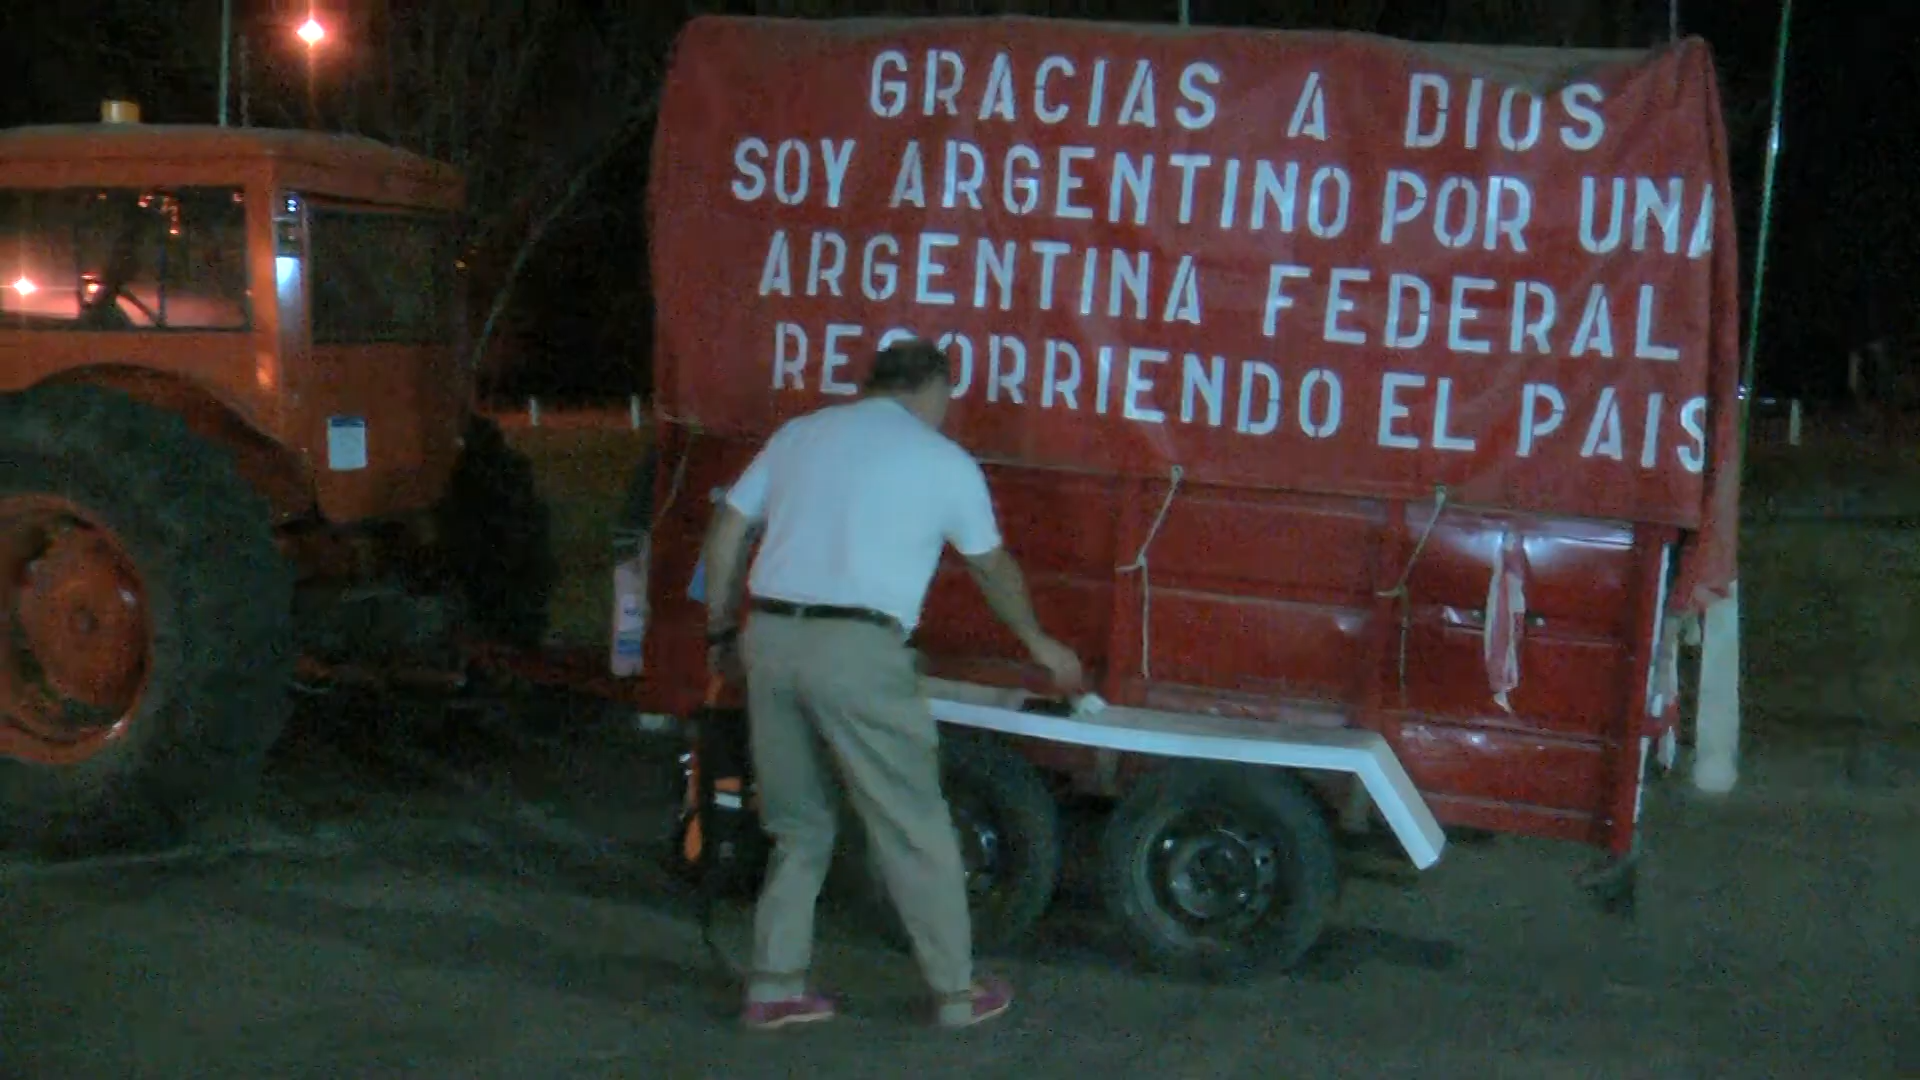 GRACIAS A DIOS
SOY ARGENTINO POR UNA
ARGENTINA FEDERAL
RECORRIENDO EL PAIS